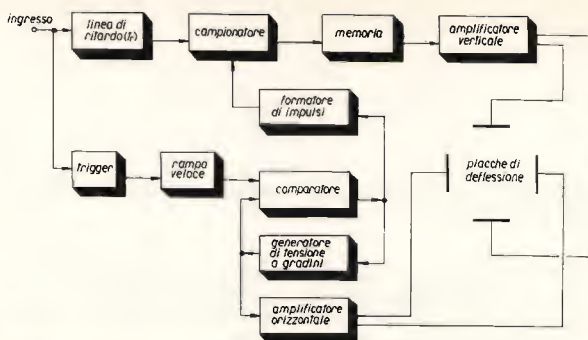 ingresso
linea di
ritardo(tr)
campionatore
memoria
amplificatore
verticale
formatore
di impulsi
trigger
rampa
veloce
comparatore
placche di
deflessione
generatore
di tensione
a gradini
amplificatore
orizzontale